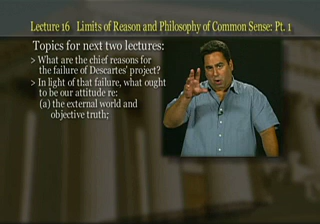 Lecture 16 Limits of Reason and Philosophy of Common Sense: Pt. 1
Topics for next two lectures:
> What are the chief reasons for
the failure of Descartes' project?
> In light of that failure, what ought
to be our attitude re:
(a) the external world and
objective truth;